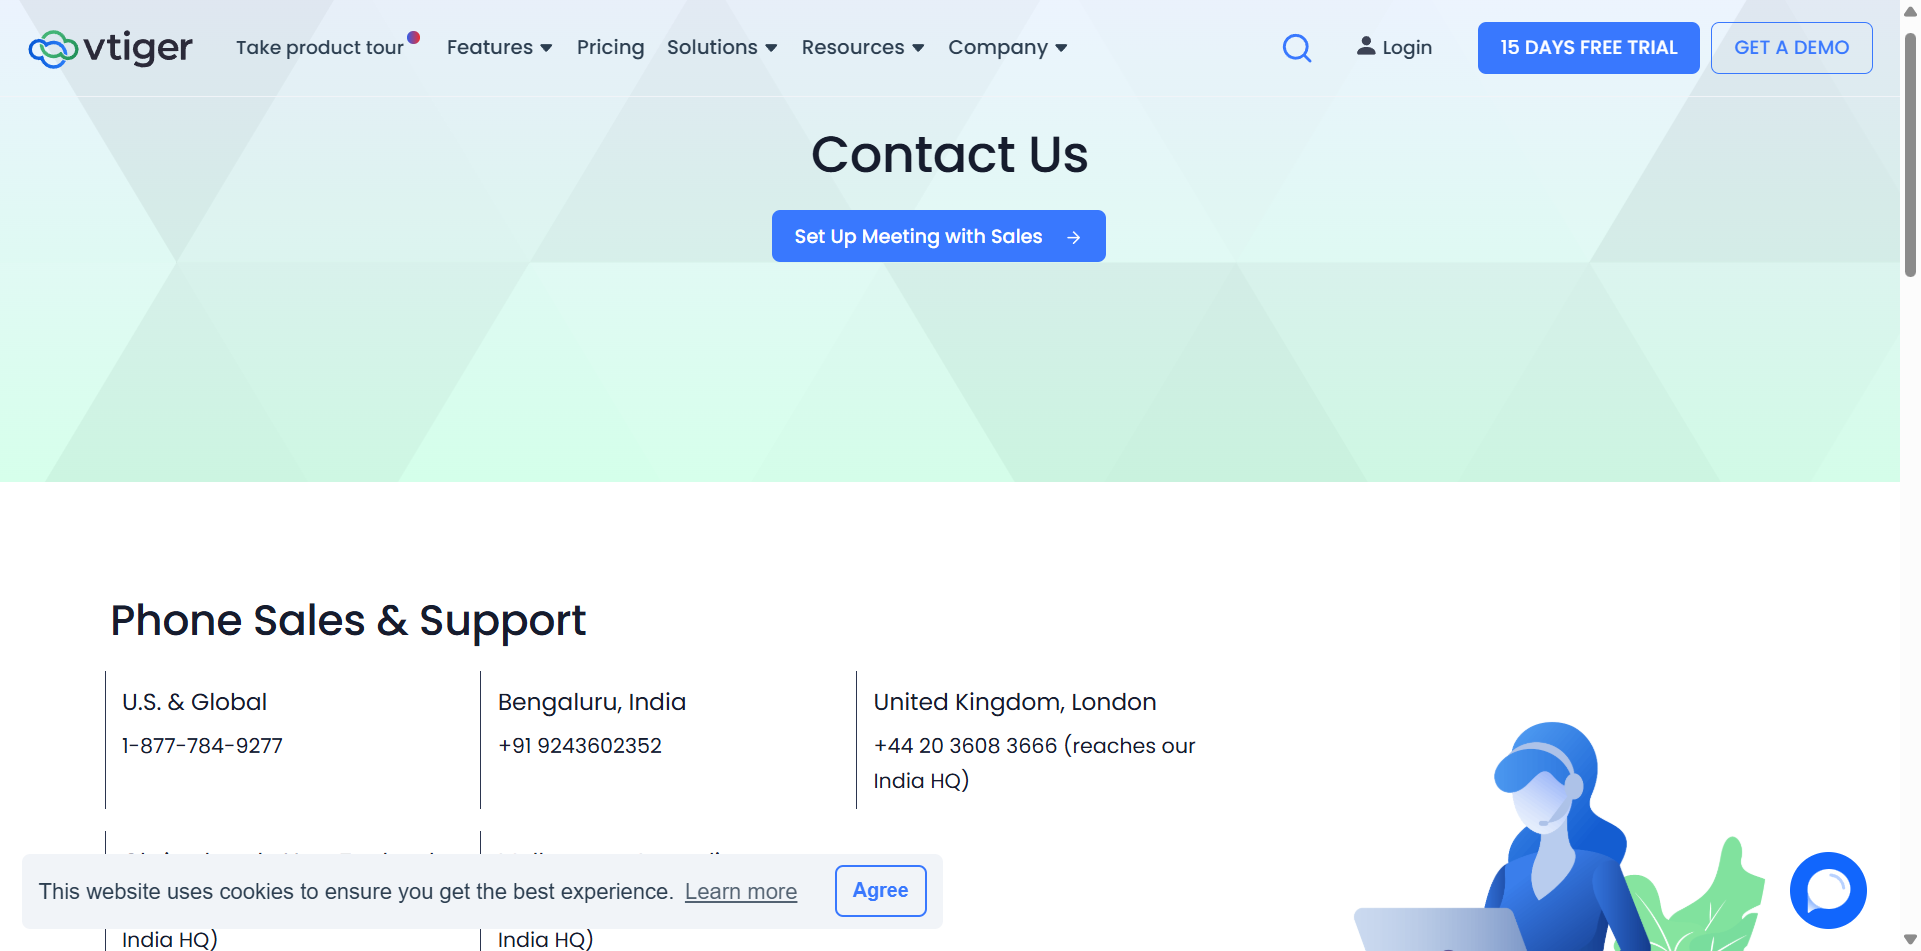 vtiger
Take product tour
Features
Pricing
Solutions
Resources
Company
Login
15 DAYS FREE TRIAL
GET A DEMO
Contact Us
Set Up Meeting with Sales
Phone Sales & Support
U.S. & Global
1-877-784-9277
Bengaluru, India
+91 9243602352
United Kingdom, London
+44 20 3608 3666 (reaches our
India HQ)
This website uses cookies to ensure you get the best experience. Learn more
Agree
India HQ)
India HQ)